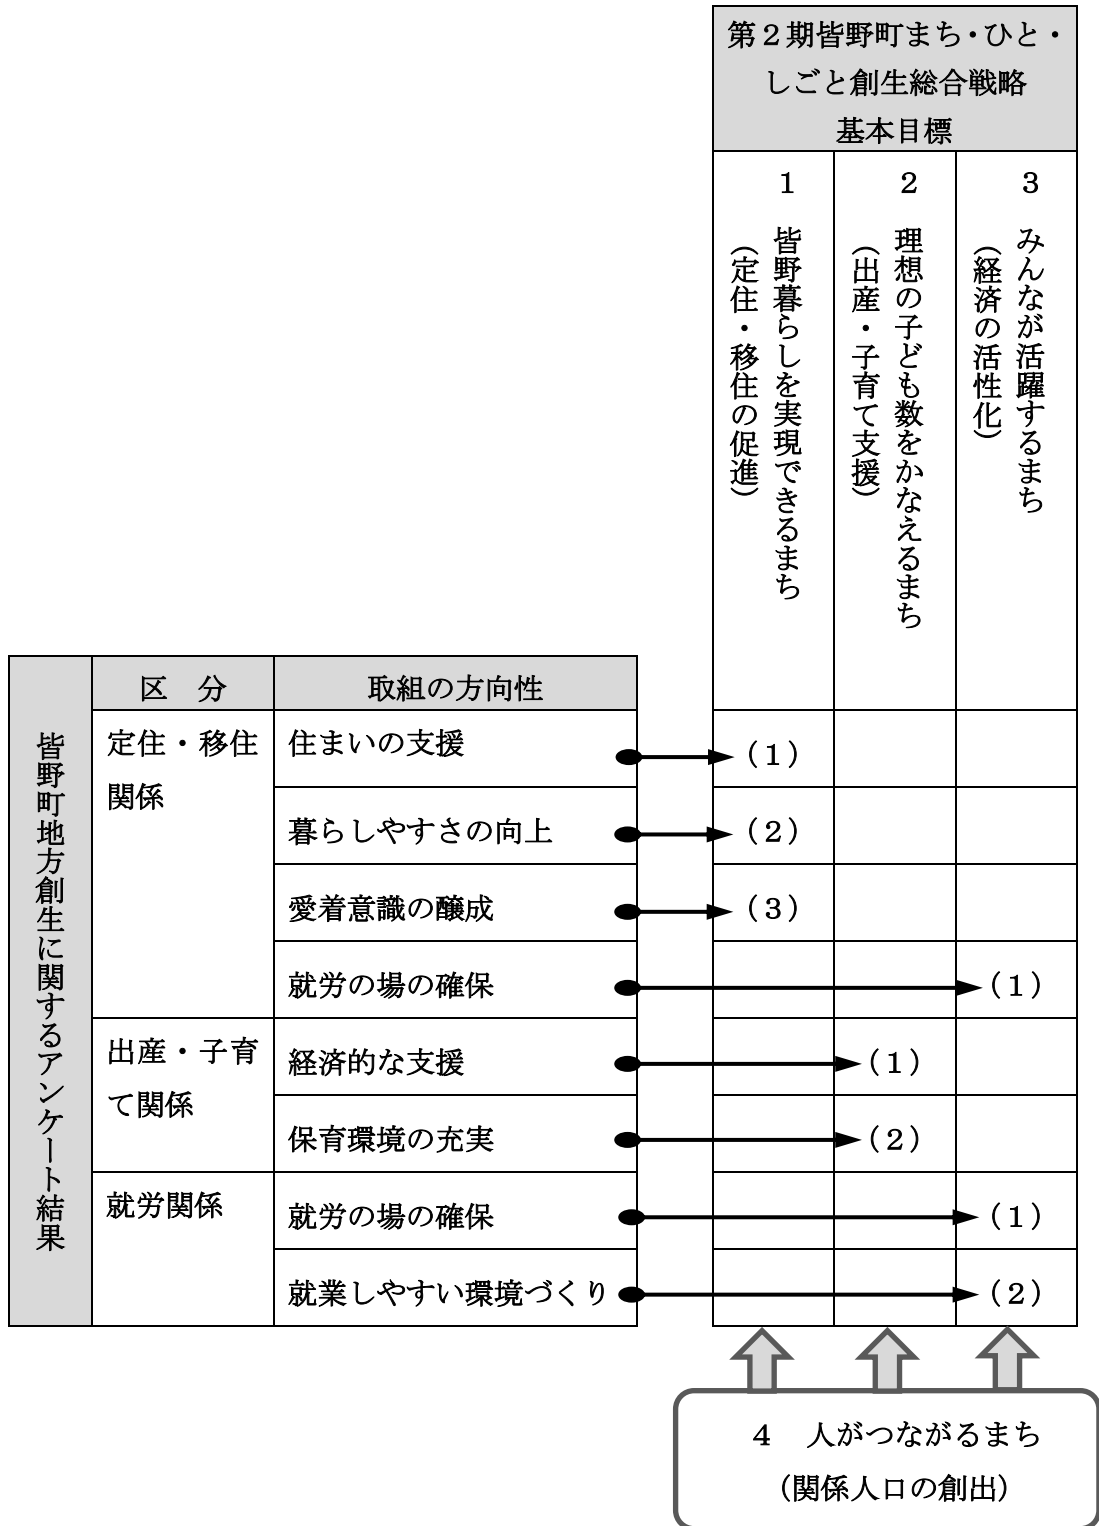 第２期皆野町まち・ひと・
しごと創生総合戦略
基本目標
１　皆野暮らしを実現できるまち
（定住・移住の促進）
２　理想の子ども数をかなえるまち
（出産・子育て支援）
３　みんなが活躍するまち
（経済の活性化）
皆野町地方創生に関するアンケート結果
区　分
取組の方向性
定住・移住
関係
住まいの支援
（１）
暮らしやすさの向上
（２）
愛着意識の醸成
（３）
就労の場の確保
（１）
出産・子育
て関係
経済的な支援
（１）
保育環境の充実
（２）
就労関係
就労の場の確保
（１）
就業しやすい環境づくり
（２）
４　人がつながるまち
（関係人口の創出）